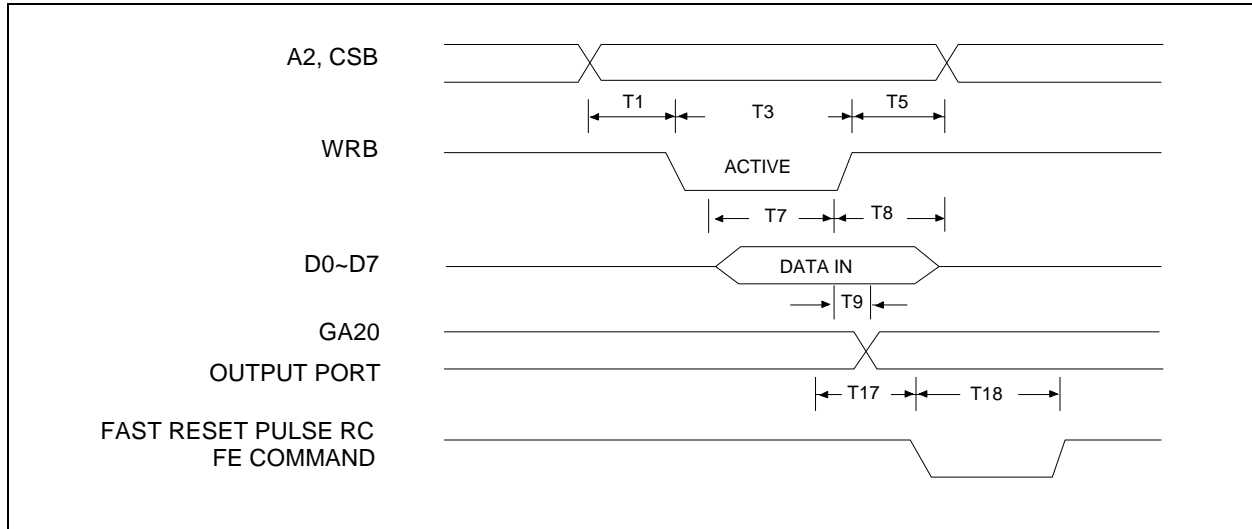 A2, CSB
T1
T3
T5
WRB
ACTIVE
T7
T8
D0~D7
DATA IN
T9
GA20
OUTPUT PORT
T17
T18
FAST RESET PULSE RC
FE COMMAND